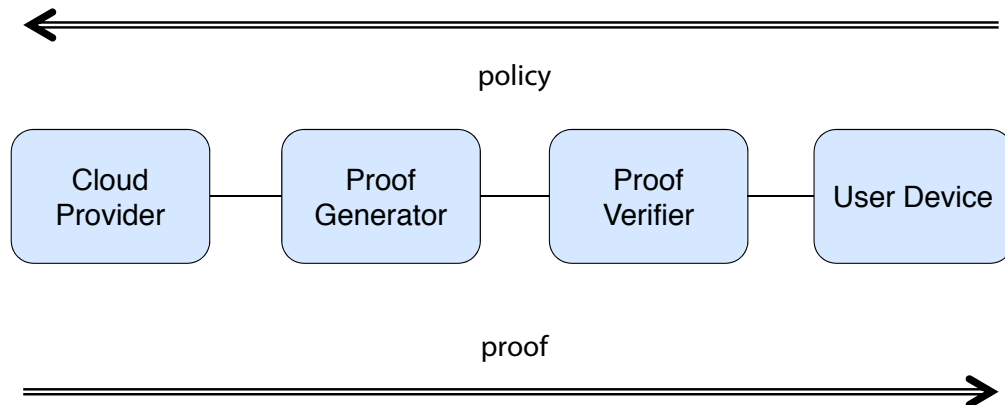 policy
Cloud
Provider
Proof
Generator
Proof
Verifier
User Device
proof